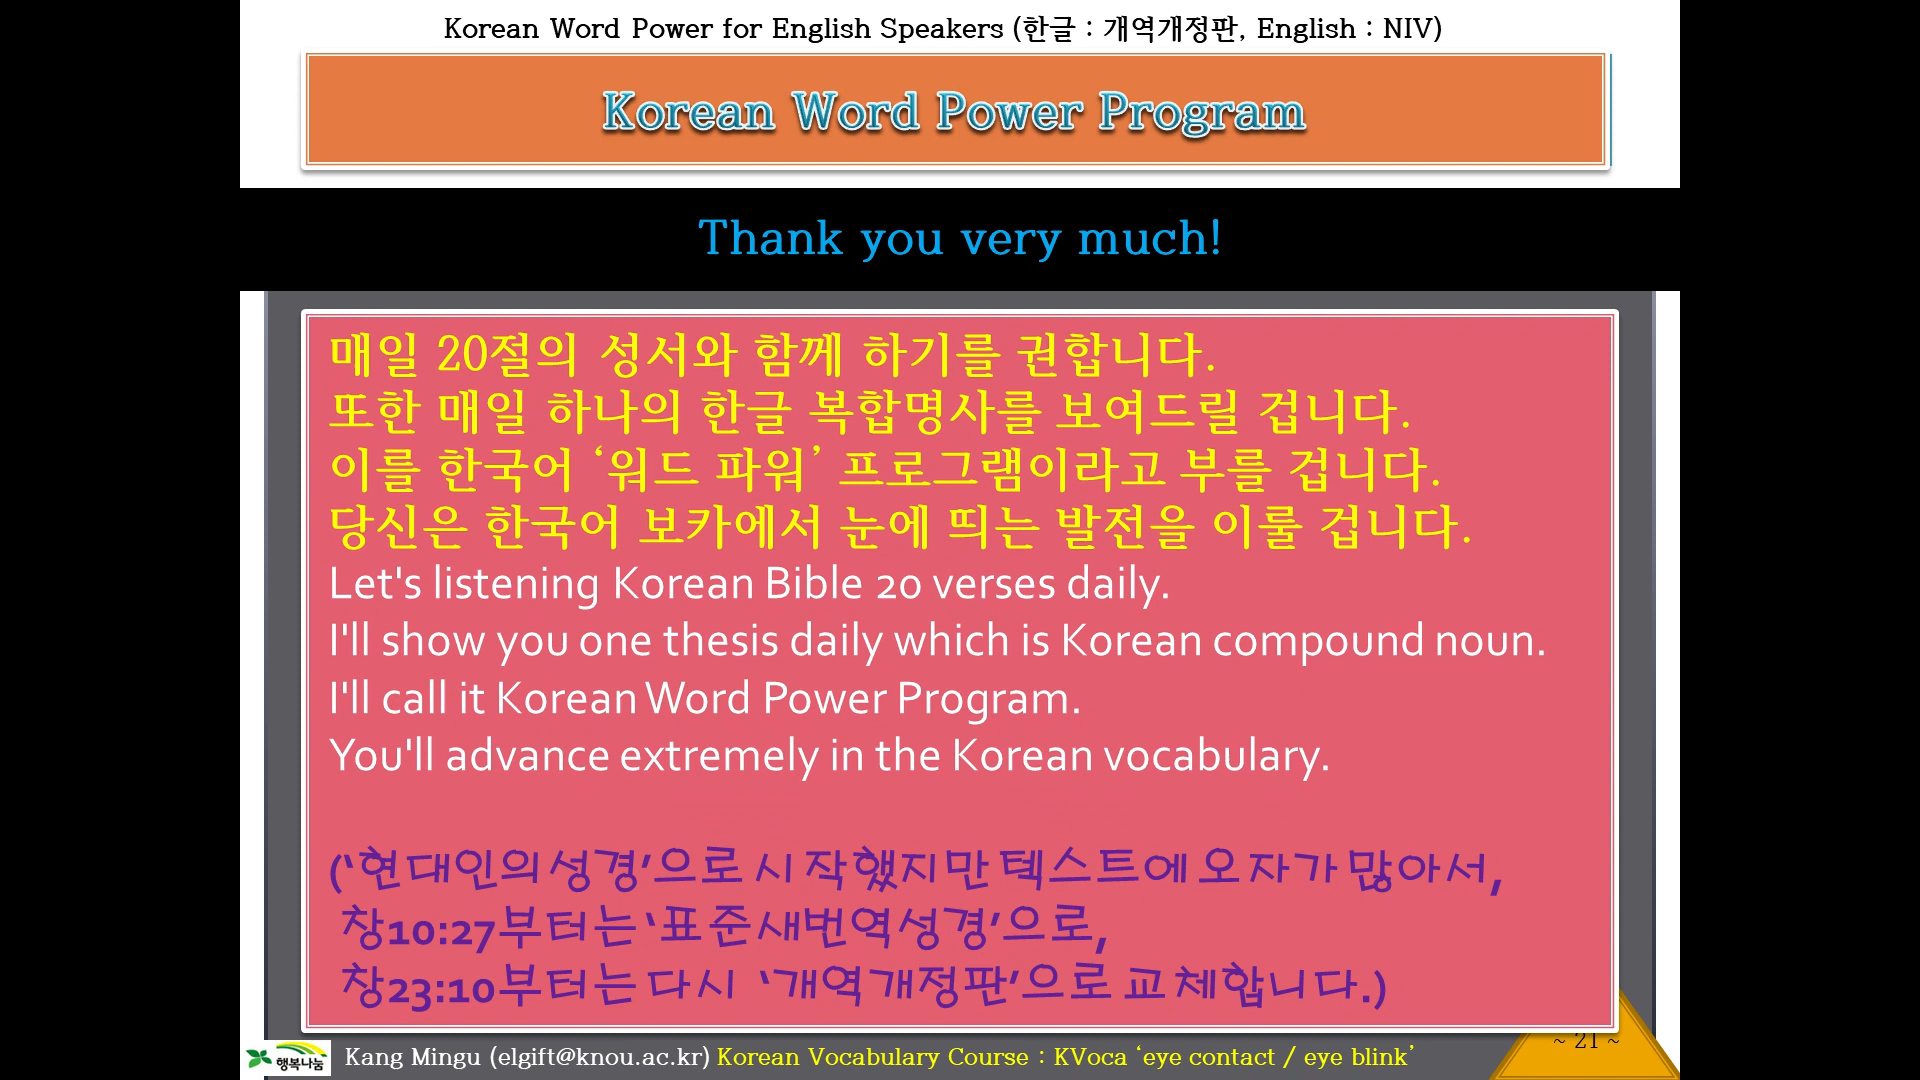 Korean Word Power for English Speakers (한글 : 개역개정판, English : NIV)
Korean Word Power Program
Thank you very much!
매일 20절의 성서와 함께 하기를 권합니다.
또한 매일 하나의 한글 복합명사를 보여드릴 겁니다.
이를 한국어 ‘워드 파워’ 프로그램이라고 부를 겁니다.
당신은 한국어 보카에서 눈에 띄는 발전을 이룰 겁니다.
Let's listening Korean Bible 20 verses daily.
I'll show you one thesis daily which is Korean compound noun.
I'll call it Korean Word Power Program.
You'll advance extremely in the Korean vocabulary.
(‘현대인의성경’으로 시작했지만 텍스트에 오자가 많아서,
창10:27부터는 ‘표준새번역성경’으로,
창23:10부터는 다시 ‘개역개정판’으로 교체합니다.)
~ 21 ~
행복나눔 Kang Mingu (elgift@knou.ac.kr) Korean Vocabulary Course : KVoca ‘eye contact / eye blink’